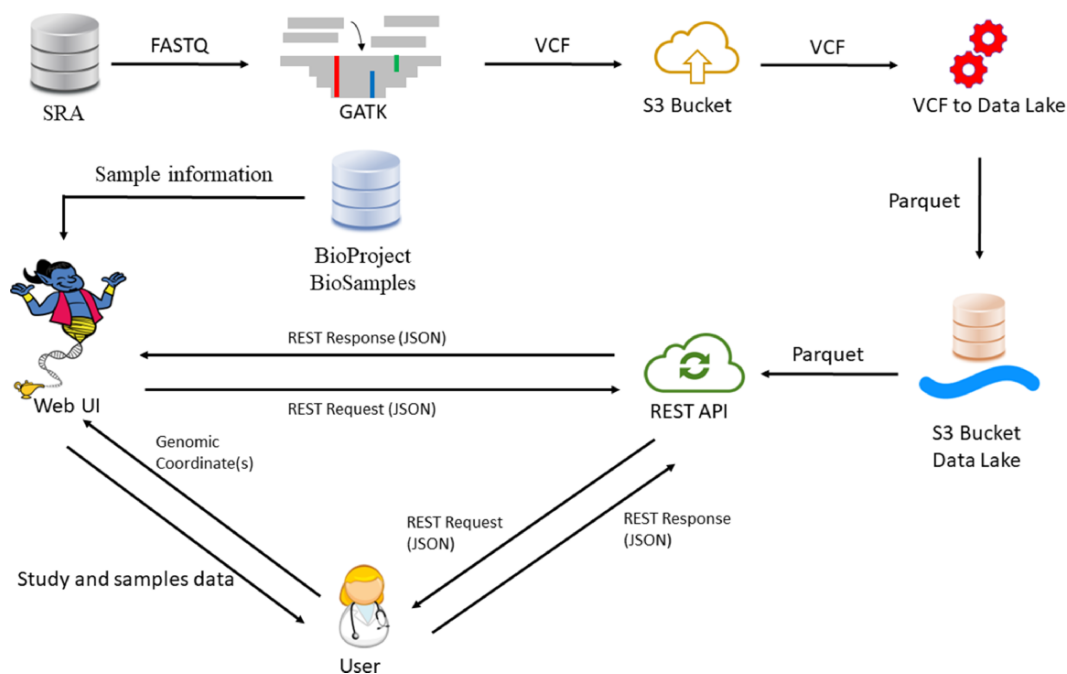 FASTQ
VCF
VCF
SRA
GATK
S3 Bucket
VCF to Data Lake
Sample information
Parquet
BioProject
BioSamples
REST Response (JSON)
Parquet
REST Request (JSON)
Web UI
REST API
S3 Bucket
Data Lake
Genomic
Coordinate(s)
REST Request
(JSON)
REST Response
(JSON)
Study and samples data
User